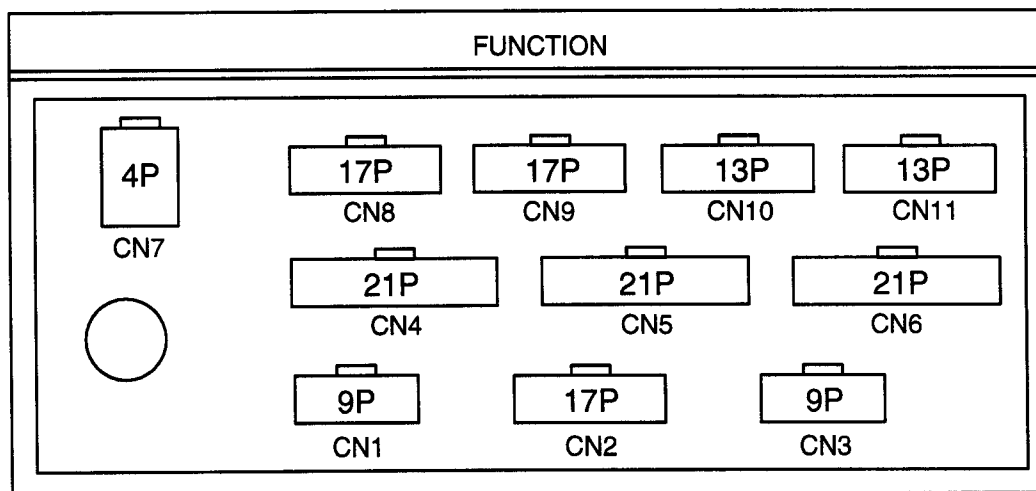 FUNCTION
4P
CN7
17P
CN8
17P
CN9
13P
CN10
13P
CN11
21P
CN4
21P
CN5
21P
CN6
9P
CN1
17P
CN2
9P
CN3